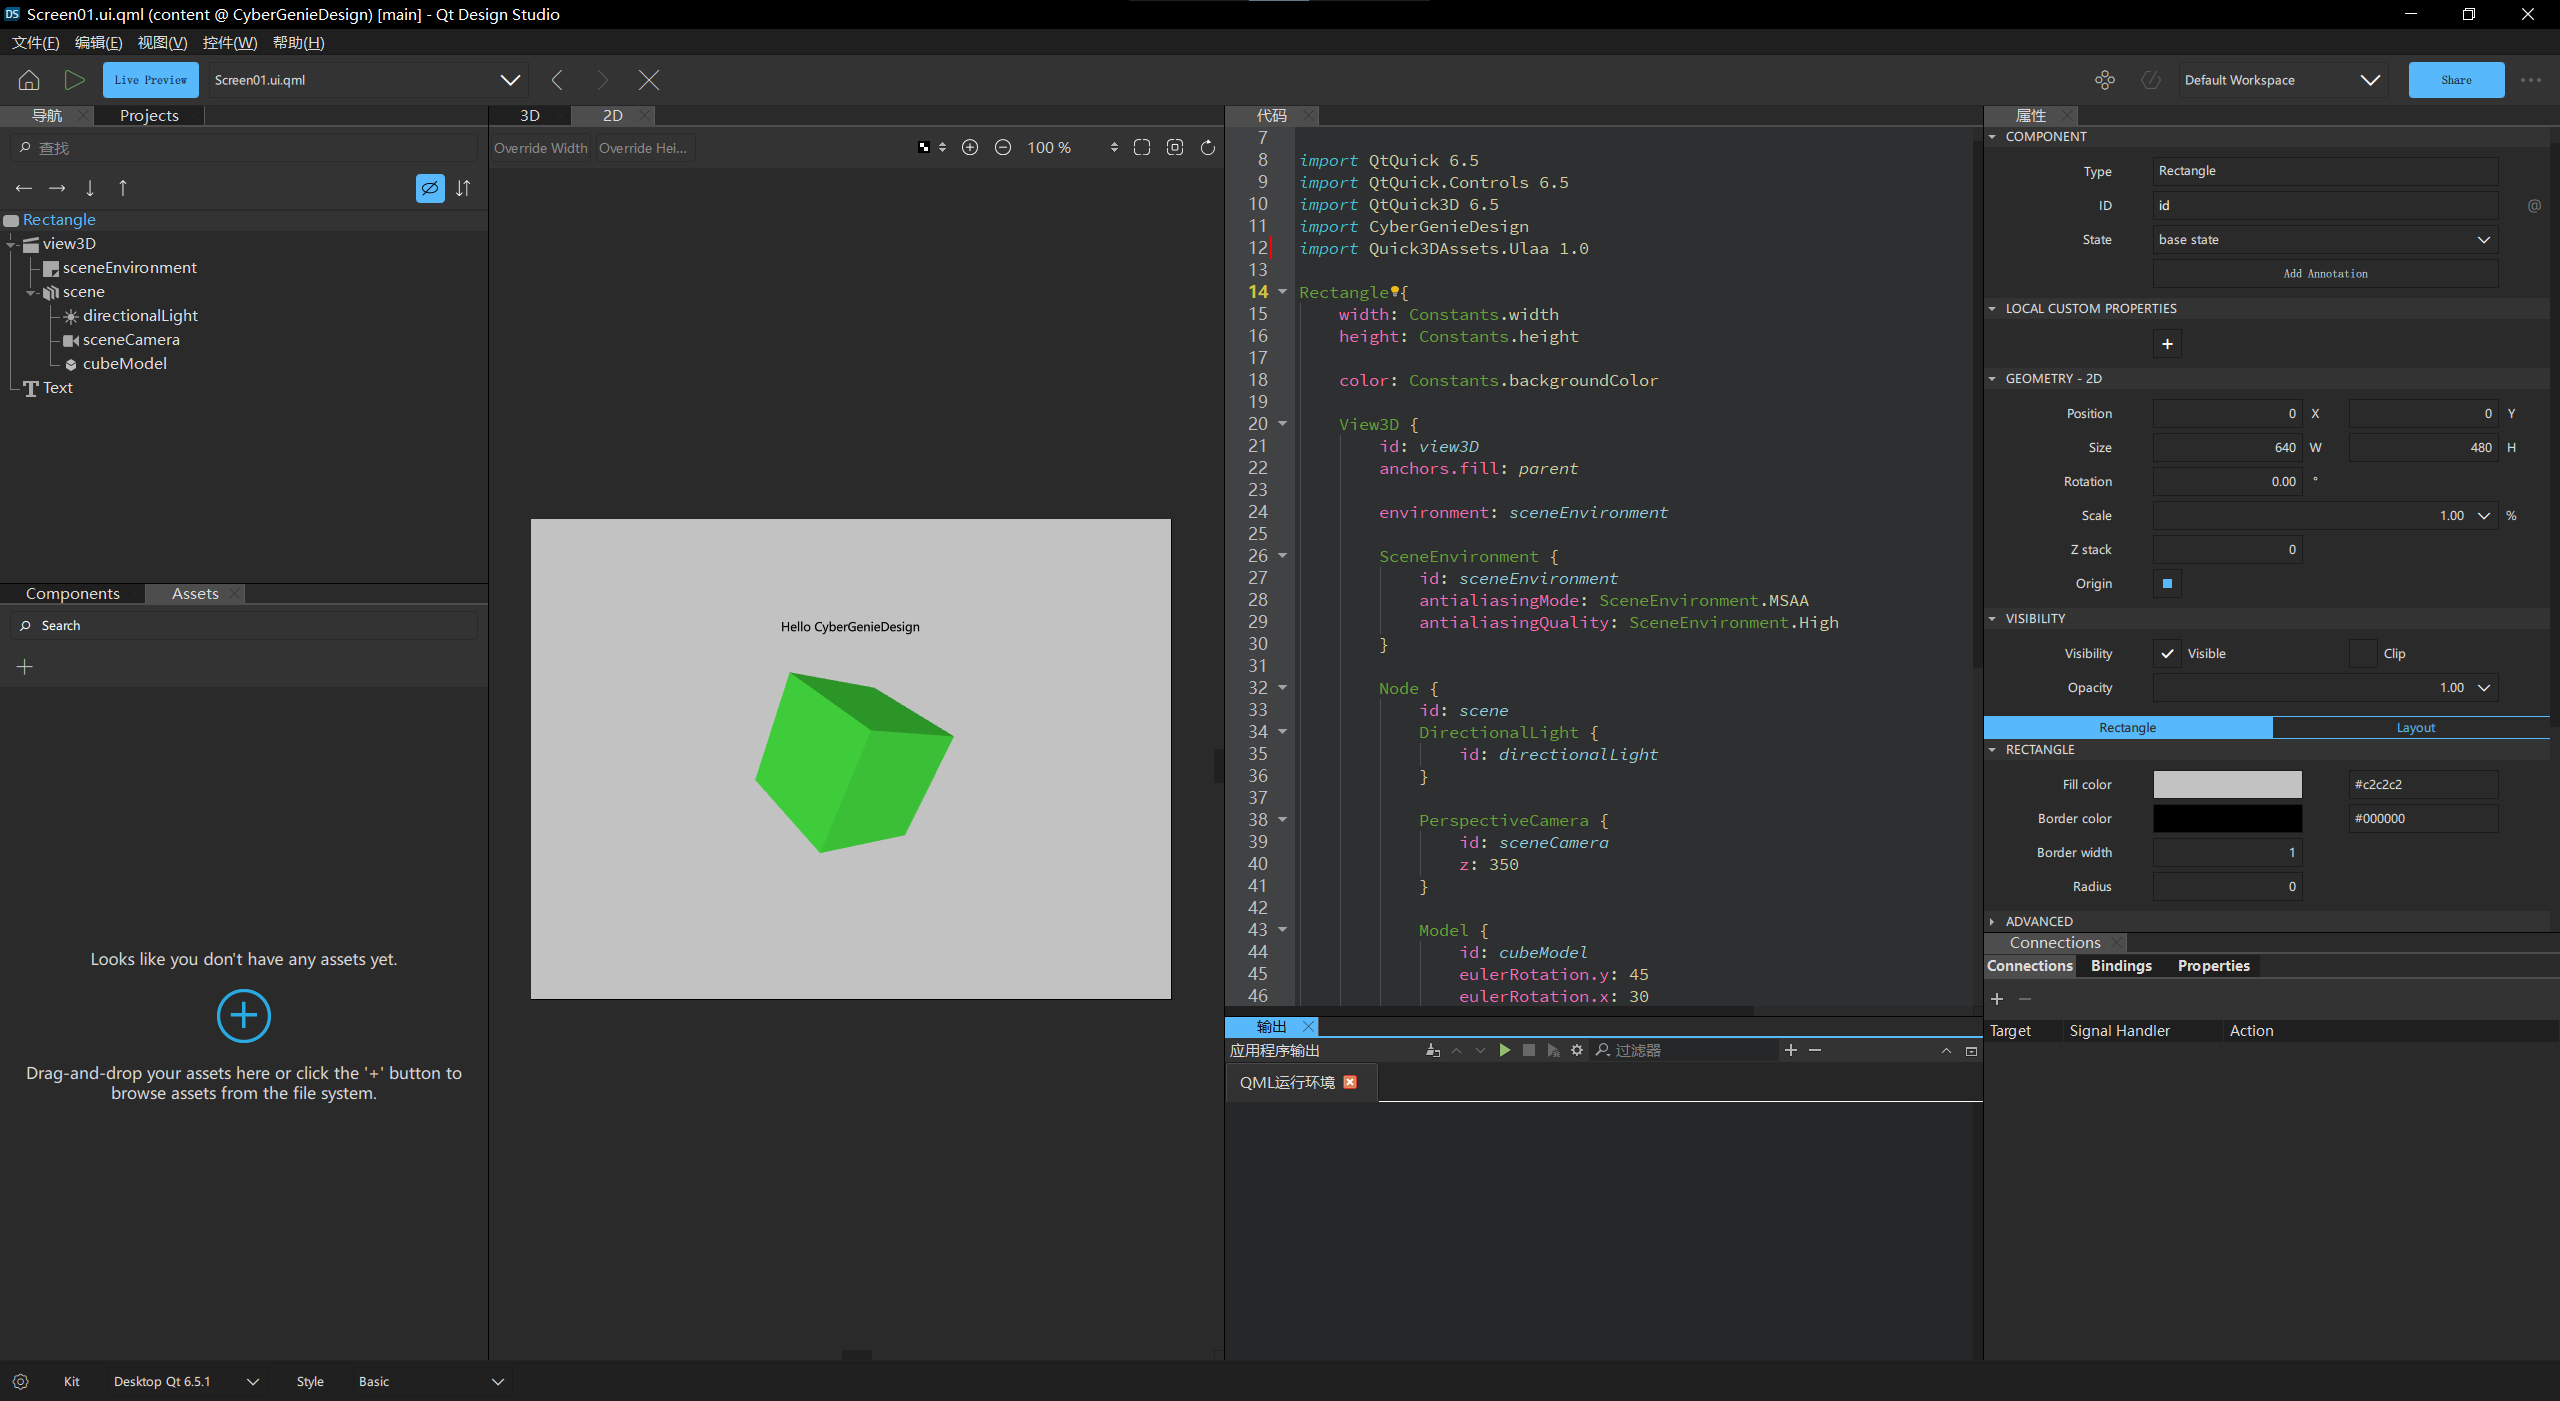 DS Screen01.ui.qml (content @ CyberGenieDesign) [main] - Qt Design Studio
文件(F) 编辑(E) 视图(V) 控件(W) 帮助(H)
Live Preview Screen01.ui.qml Default Workspace Share
导航 Projects
查找
Rectangle
view3D
sceneEnvironment
scene
directionalLight
sceneCamera
cubeModel
Text
Components Assets
Search
Looks like you don't have any assets yet.
Drag-and-drop your assets here or click the '+' button to
browse assets from the file system.
3D 2D
Override Width Override Hei... 100 %
Hello CyberGenieDesign
代码
7
8 import QtQuick 6.5
9 import QtQuick.Controls 6.5
10 import QtQuick3D 6.5
11 import CyberGenieDesign
12 import Quick3DAssets.Ulaa 1.0
13
14 Rectangle {
15 width: Constants.width
16 height: Constants.height
17
18 color: Constants.backgroundColor
19
20 View3D {
21 id: view3D
22 anchors.fill: parent
23
24 environment: sceneEnvironment
25
26 SceneEnvironment {
27 id: sceneEnvironment
28 antialiasingMode: SceneEnvironment.MSAA
29 antialiasingQuality: SceneEnvironment.High
30 }
31
32 Node {
33 id: scene
34 DirectionalLight {
35 id: directionalLight
36 }
37
38 PerspectiveCamera {
39 id: sceneCamera
40 z: 350
41 }
42
43 Model {
44 id: cubeModel
45 eulerRotation.y: 45
46 eulerRotation.x: 30
输出
应用程序输出 过滤器
QML运行环境
属性
COMPONENT
Type Rectangle
ID id @
State base state
Add Annotation
LOCAL CUSTOM PROPERTIES
+
GEOMETRY - 2D
Position 0 X 0 Y
Size 640 W 480 H
Rotation 0.00 °
Scale 1.00 %
Z stack 0
Origin
VISIBILITY
Visibility Visible Clip
Opacity 1.00
Rectangle Layout
RECTANGLE
Fill color #c2c2c2
Border color #000000
Border width 1
Radius 0
ADVANCED
Connections
Connections Bindings Properties
Target Signal Handler Action
Kit Desktop Qt 6.5.1 Style Basic